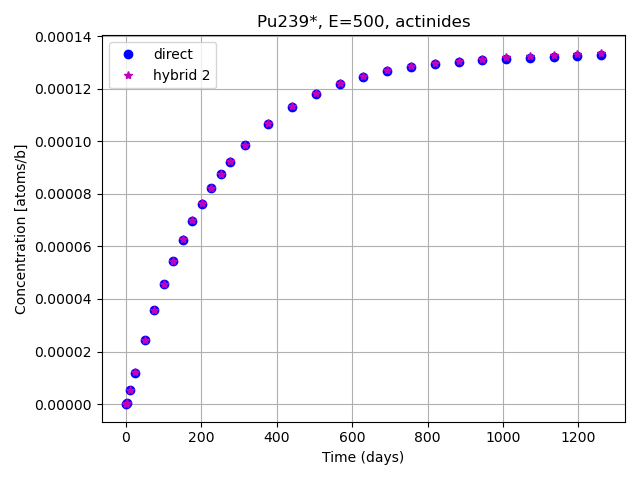 Pu239*, E=500, actinides
direct
hybrid 2
0.00014
0.00012
0.00010
0.00008
0.00006
0.00004
0.00002
0.00000
Concentration [atoms/b]
0 200 400 600 800 1000 1200
Time (days)